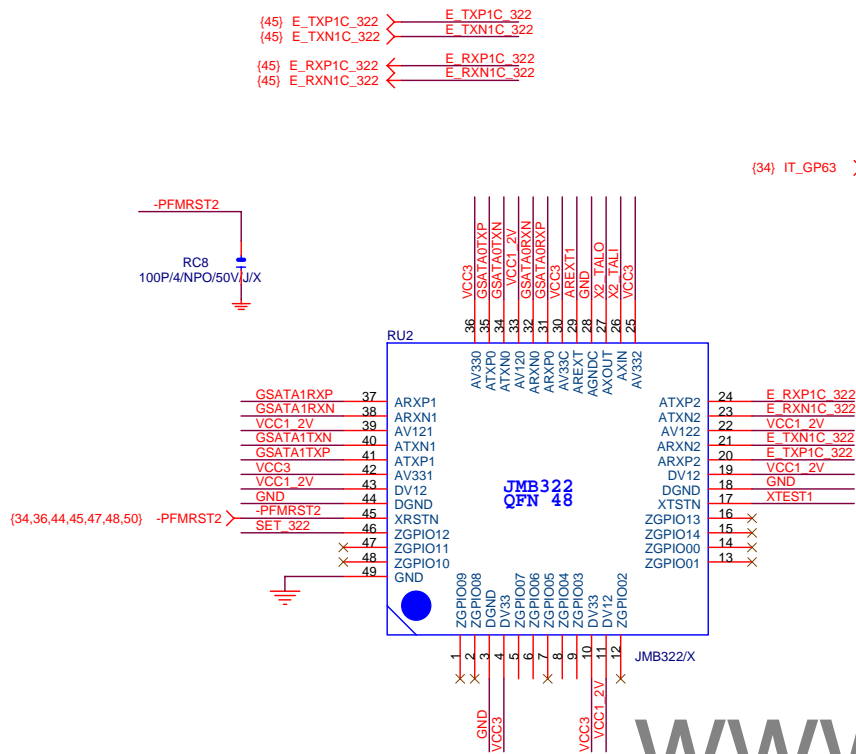 {45} E_TXP1C_322 E_TXP1C_322
{45} E_TXN1C_322 E_TXN1C_322
{45} E_RXP1C_322 E_RXP1C_322
{45} E_RXN1C_322 E_RXN1C_322
{34} IT_GP63
-PFMRST2
RC8
100P/4/NPO/50V/J/X
VCC3
GSATA0TXP
GSATA0TXN
VCC1_2V
GSATA0RXN
GSATA0RXP
VCC3
AREXT1
GND
X2_TALO
X2_TALI
VCC3
36 35 34 33 32 31 30 29 28 27 26 25
RU2
AV330
ATXP0
ATXN0
AV120
ARXN0
ARXP0
AV33C
AREXT
AGNDC
AXOUT
AXIN
AV332
GSATA1RXP 37 ARXP1
GSATA1RXN 38 ARXN1
VCC1_2V 39 AV121
GSATA1TXN 40 ATXN1
GSATA1TXP 41 ATXP1
VCC3 42 AV331
VCC1_2V 43 DV12
GND 44 DGND
{34,36,44,45,47,48,50} -PFMRST2 -PFMRST2 45 XRSTN
SET_322 46 ZGPIO12
47 ZGPIO11
48 ZGPIO10
49 GND
JMB322
QFN 48
ATXP2 24 E_RXP1C_322
ATXN2 23 E_RXN1C_322
AV122 22 VCC1_2V
ARXN2 21 E_TXN1C_322
ARXP2 20 E_TXP1C_322
DV12 19 VCC1_2V
DGND 18 GND
XTSTN 17 XTEST1
ZGPIO13 16
ZGPIO14 15
ZGPIO00 14
ZGPIO01 13
ZGPIO09
ZGPIO08
DGND
DV33
ZGPIO07
ZGPIO06
ZGPIO05
ZGPIO04
ZGPIO03
DV33
DV12
ZGPIO02
1 2 3 4 5 6 7 8 9 10 11 12
JMB322/X
GND
VCC3
VCC3
VCC1_2V
www